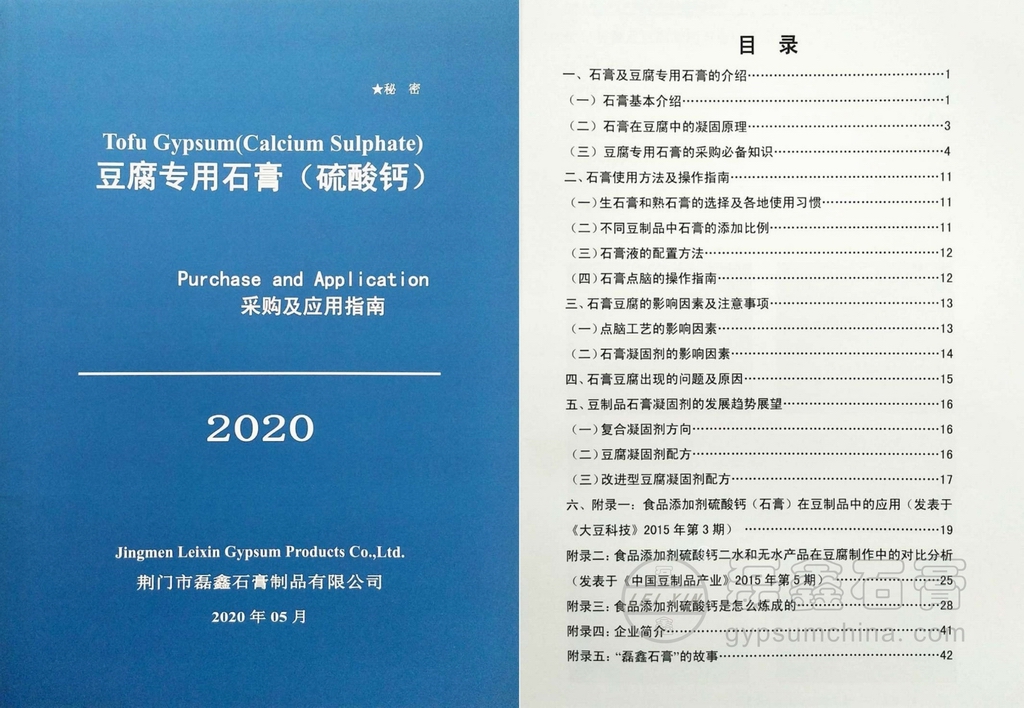 ★秘 密
Tofu Gypsum(Calcium Sulphate)
豆腐专用石膏（硫酸钙）
Purchase and Application
采购及应用指南
2020
Jingmen Leixin Gypsum Products Co.,Ltd.
荆门市磊鑫石膏制品有限公司
2020 年 05 月
目 录
一、石膏及豆腐专用石膏的介绍……………………………1
（一）石膏基本介绍……………………………1
（二）石膏在豆腐中的凝固原理……………………………3
（三）豆腐专用石膏的采购必备知识……………………………4
二、石膏使用方法及操作指南……………………………11
（一）生石膏和熟石膏的选择及各地使用习惯……………………………11
（二）不同豆制品中石膏的添加比例……………………………11
（三）石膏液的配置方法……………………………12
（四）石膏点脑的操作指南……………………………12
三、石膏豆腐的影响因素及注意事项……………………………13
（一）点脑工艺的影响因素……………………………13
（二）石膏凝固剂的影响因素……………………………14
四、石膏豆腐出现的问题及原因……………………………15
五、豆制品石膏凝固剂的发展趋势展望……………………………16
（一）复合凝固剂方向……………………………16
（二）豆腐凝固剂配方……………………………16
（三）改进型豆腐凝固剂配方……………………………17
六、附录一：食品添加剂硫酸钙（石膏）在豆制品中的应用（发表于
《大豆科技》2015 年第 3 期）……………………………19
附录二：食品添加剂硫酸钙二水和无水产品在豆腐制作中的对比分析
（发表于《中国豆制品产业》2015 年第 5 期）……………………………25
附录三：食品添加剂硫酸钙是怎么炼成的……………………………28
附录四：企业简介……………………………41
附录五：“磊鑫石膏”的故事……………………………42
磊鑫石膏
LEI XIN
gypsumchina.com